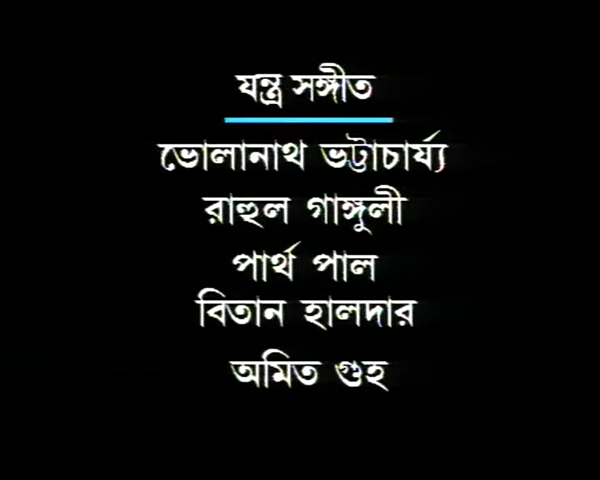 যন্ত্র সঙ্গীত
ভোলানাথ ভট্টাচার্য্য
রাহুল গাঙ্গুলী
পার্থ পাল
বিতান হালদার
অমিত গুহ